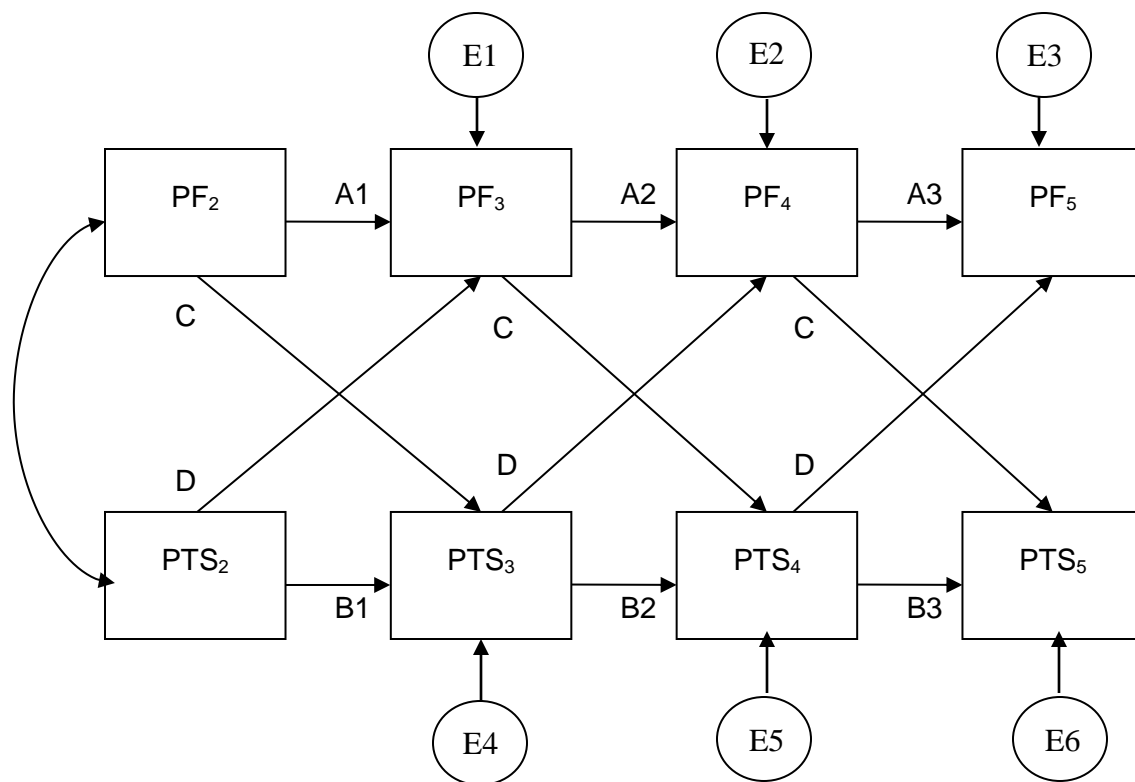 E1 E2 E3
PF₂ A1 PF₃ A2 PF₄ A3 PF₅
C C C
D D D
PTS₂ B1 PTS₃ B2 PTS₄ B3 PTS₅
E4 E5 E6